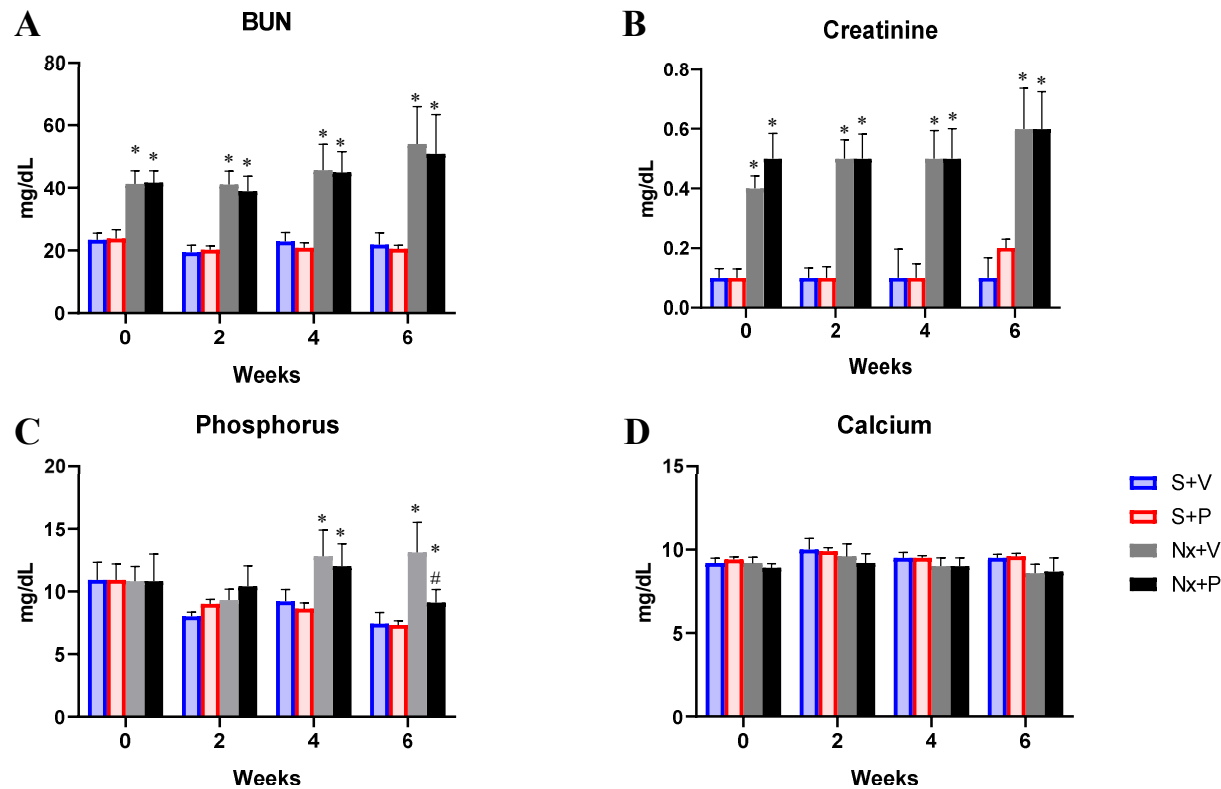 A
BUN
mg/dL
80
60
40
20
0
* * * * * * * *
0 2 4 6
Weeks
B
Creatinine
mg/dL
0.8
0.6
0.4
0.2
0.0
* * * * * * * *
0 2 4 6
Weeks
C
Phosphorus
mg/dL
20
15
10
5
0
* * * *
#
0 2 4 6
Weeks
D
Calcium
mg/dL
15
10
5
0
0 2 4 6
Weeks
S+V
S+P
Nx+V
Nx+P